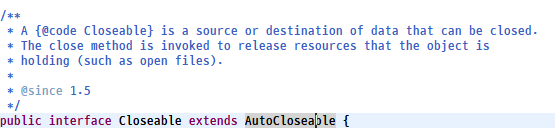 /**
 * A {@code Closeable} is a source or destination of data that can be closed.
 * The close method is invoked to release resources that the object is
 * holding (such as open files).
 *
 * @since 1.5
 */
public interface Closeable extends AutoCloseable {